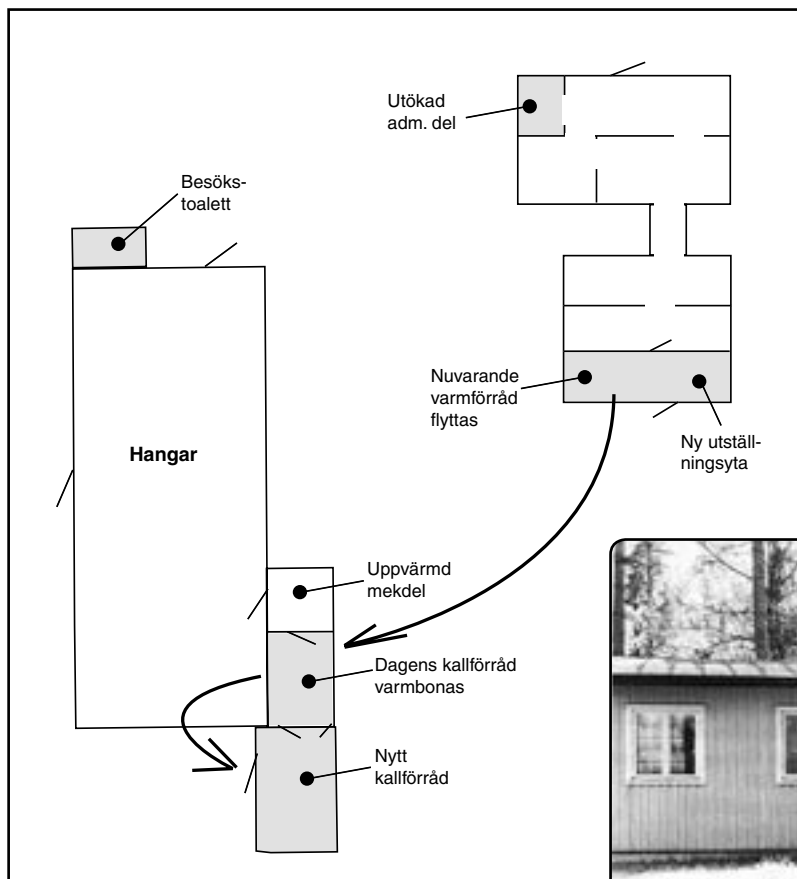 Utökad
adm. del
Besöks-
toalett
Nuvarande
varmförråd
flyttas
Ny utställ-
ningsyta
Hangar
Uppvärmd
mekdel
Dagens kallförråd
varmbonas
Nytt
kallförråd